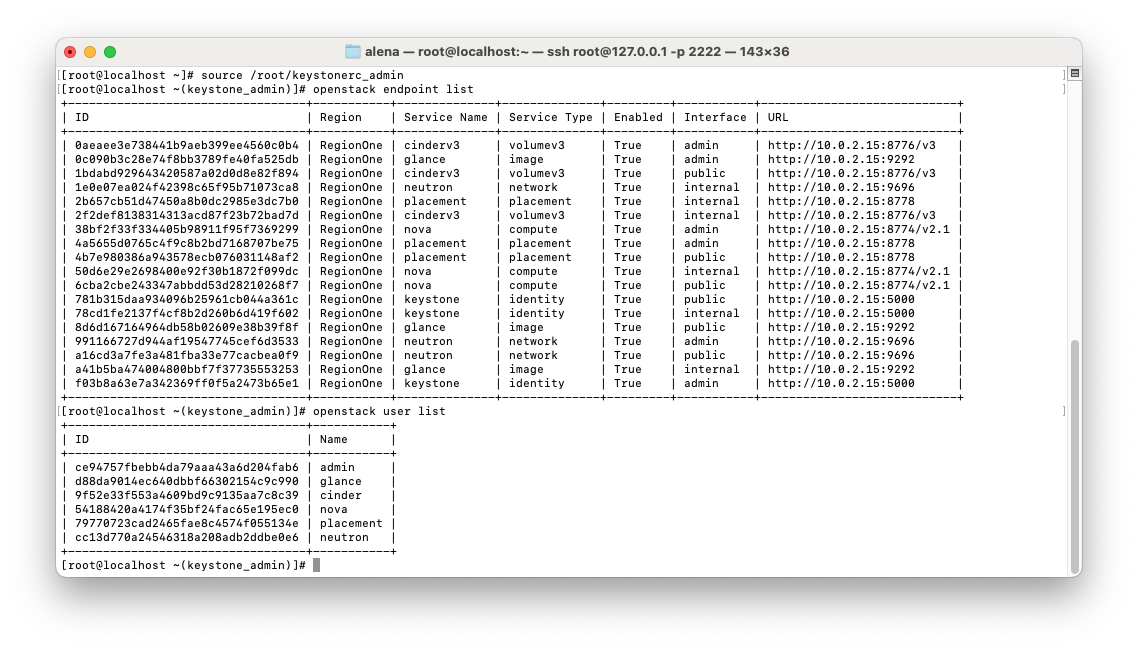 alena — root@localhost:~ — ssh root@127.0.0.1 -p 2222 — 143×36
[[root@localhost ~]# source /root/keystonerc_admin ]
[[root@localhost ~(keystone_admin)]# openstack endpoint list ]
+----------------------------------+-----------+--------------+--------------+---------+-----------+----------------------------+
| ID | Region | Service Name | Service Type | Enabled | Interface | URL |
+----------------------------------+-----------+--------------+--------------+---------+-----------+----------------------------+
| 0aeaee3e738441b9aeb399ee4560c0b4 | RegionOne | cinderv3 | volumev3 | True | admin | http://10.0.2.15:8776/v3 |
| 0c090b3c28e74f8bb3789fe40fa525db | RegionOne | glance | image | True | admin | http://10.0.2.15:9292 |
| 1bdabd929643420587a02d0d8e82f894 | RegionOne | cinderv3 | volumev3 | True | public | http://10.0.2.15:8776/v3 |
| 1e0e07ea024f42398c65f95b71073ca8 | RegionOne | neutron | network | True | internal | http://10.0.2.15:9696 |
| 2b657cb51d47450a8b0dc2985e3dc7b0 | RegionOne | placement | placement | True | internal | http://10.0.2.15:8778 |
| 2f2def8138314313acd87f23b72bad7d | RegionOne | cinderv3 | volumev3 | True | internal | http://10.0.2.15:8776/v3 |
| 38bf2f33f334405b98911f95f7369299 | RegionOne | nova | compute | True | admin | http://10.0.2.15:8774/v2.1 |
| 4a5655d0765c4f9c8b2bd7168707be75 | RegionOne | placement | placement | True | admin | http://10.0.2.15:8778 |
| 4b7e980386a943578ecb076031148af2 | RegionOne | placement | placement | True | public | http://10.0.2.15:8778 |
| 50d6e29e2698400e92f30b1872f099dc | RegionOne | nova | compute | True | internal | http://10.0.2.15:8774/v2.1 |
| 6cba2cbe243347abbdd53d28210268f7 | RegionOne | nova | compute | True | public | http://10.0.2.15:8774/v2.1 |
| 781b315daa934096b25961cb044a361c | RegionOne | keystone | identity | True | public | http://10.0.2.15:5000 |
| 78cd1fe2137f4cf8b2d260b6d419f602 | RegionOne | keystone | identity | True | internal | http://10.0.2.15:5000 |
| 8d6d167164964db58b02609e38b39f8f | RegionOne | glance | image | True | public | http://10.0.2.15:9292 |
| 991166727d944af19547745cef6d3533 | RegionOne | neutron | network | True | admin | http://10.0.2.15:9696 |
| a16cd3a7fe3a481fba33e77cacbea0f9 | RegionOne | neutron | network | True | public | http://10.0.2.15:9696 |
| a41b5ba474004800bbf7f37735553253 | RegionOne | glance | image | True | internal | http://10.0.2.15:9292 |
| f03b8a63e7a342369ff0f5a2473b65e1 | RegionOne | keystone | identity | True | admin | http://10.0.2.15:5000 |
+----------------------------------+-----------+--------------+--------------+---------+-----------+----------------------------+
[[root@localhost ~(keystone_admin)]# openstack user list ]
+----------------------------------+-----------+
| ID | Name |
+----------------------------------+-----------+
| ce94757fbebb4da79aaa43a6d204fab6 | admin |
| d88da9014ec640dbbf66302154c9c990 | glance |
| 9f52e33f553a4609bd9c9135aa7c8c39 | cinder |
| 54188420a4174f35bf24fac65e195ec0 | nova |
| 79770723cad2465fae8c4574f055134e | placement |
| cc13d770a24546318a208adb2ddbe0e6 | neutron |
+----------------------------------+-----------+
[root@localhost ~(keystone_admin)]#